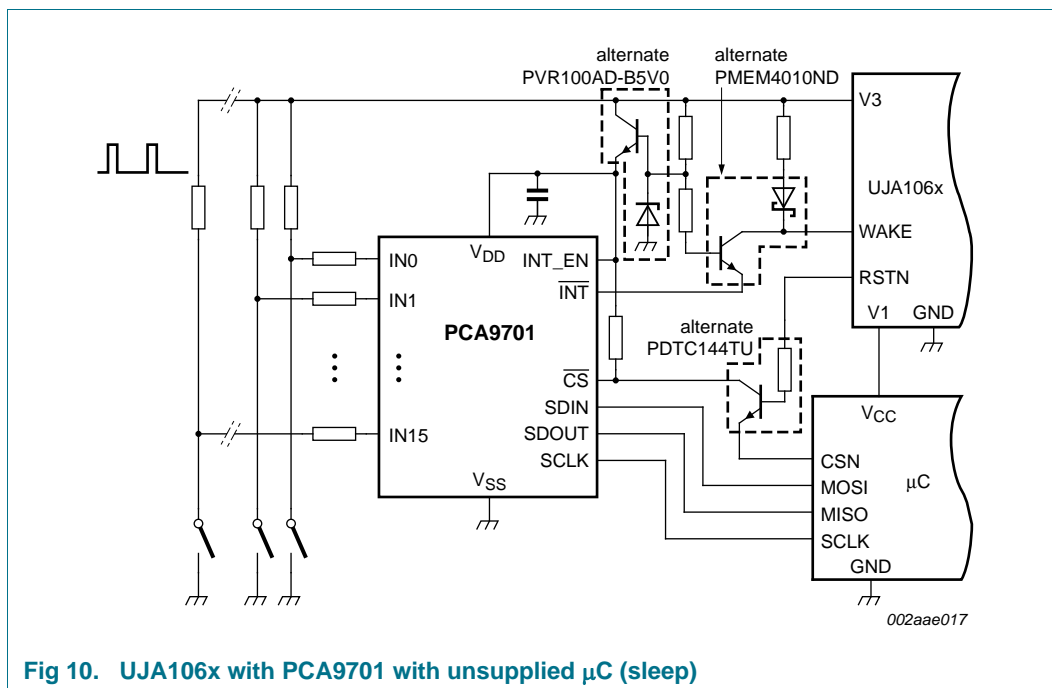 alternate
PVR100AD-B5V0
alternate
PMEM4010ND
V3
UJA106x
WAKE
RSTN
V1
GND
VDD
INT_EN
INT
IN0
IN1
PCA9701
alternate
PDTC144TU
CS
SDIN
SDOUT
SCLK
IN15
VSS
VCC
CSN
MOSI
MISO
SCLK
μC
GND
002aae017
Fig 10. UJA106x with PCA9701 with unsupplied μC (sleep)